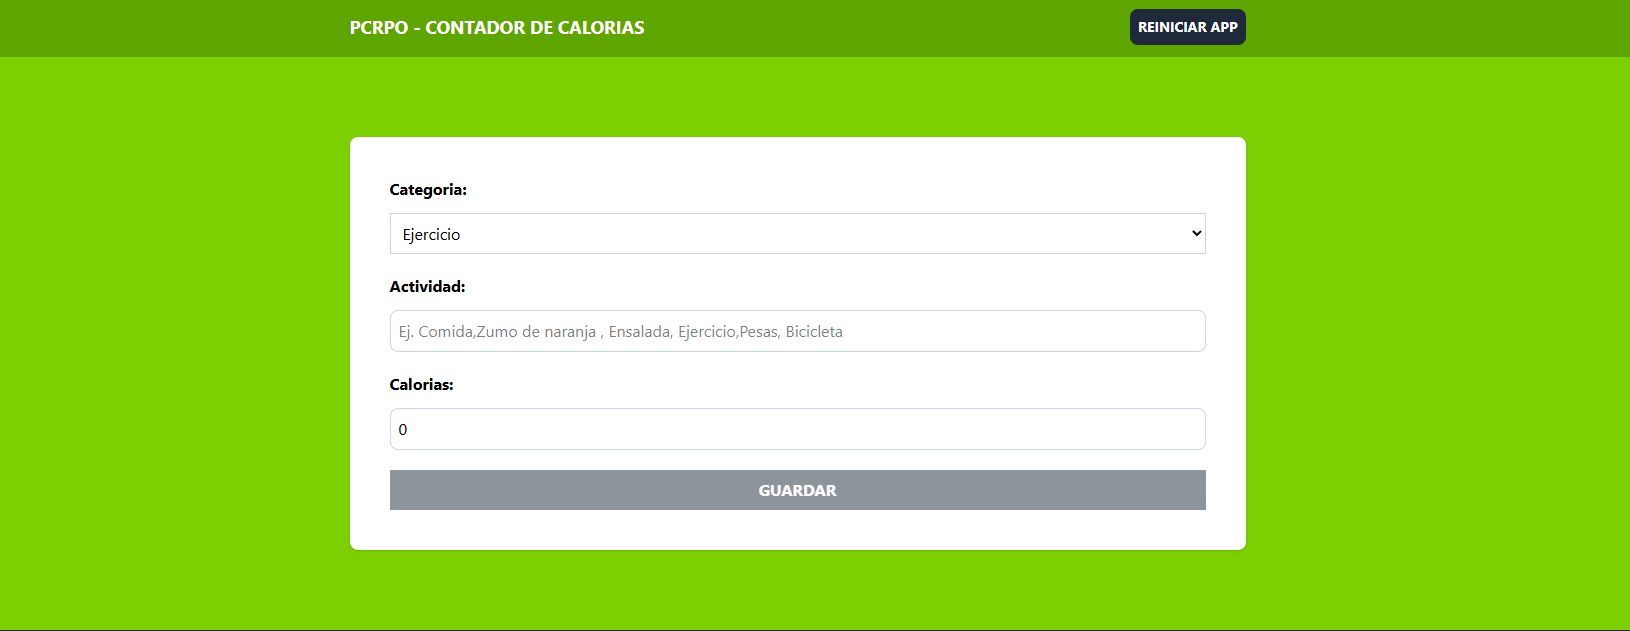 PCRPO - CONTADOR DE CALORIAS
REINICIAR APP
Categoria:
Ejercicio
Actividad:
Ej. Comida,Zumo de naranja , Ensalada, Ejercicio,Pesas, Bicicleta
Calorias:
0
GUARDAR